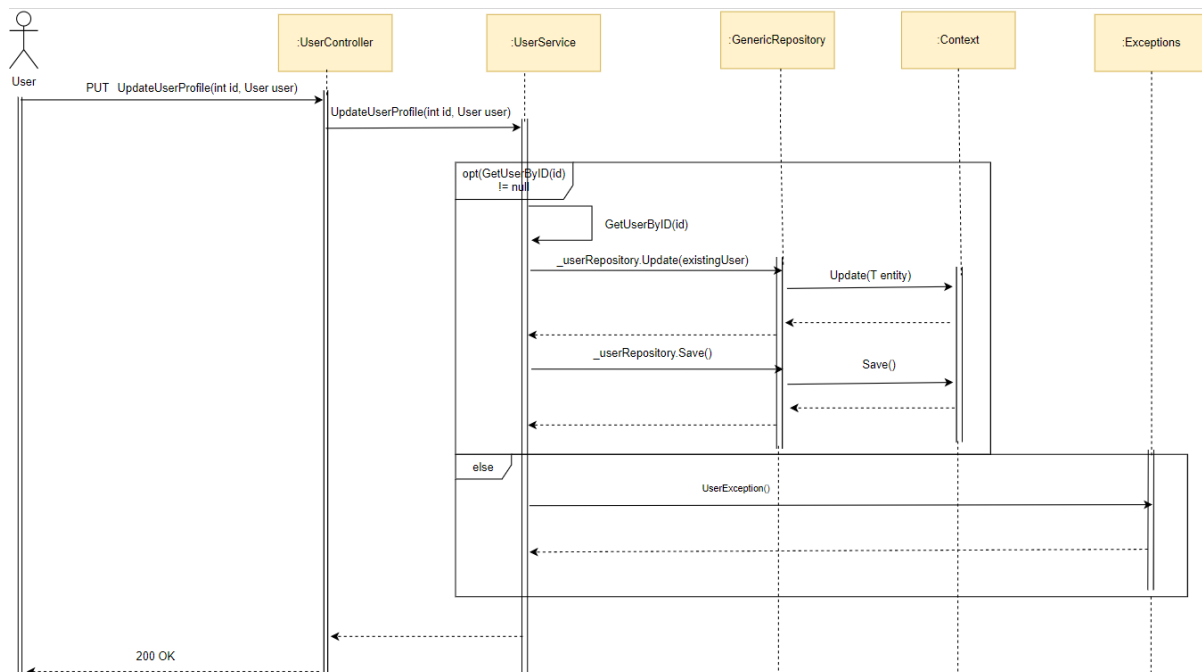 :UserController
:UserService
:GenericRepository
:Context
:Exceptions
User
PUT UpdateUserProfile(int id, User user)
UpdateUserProfile(int id, User user)
opt(GetUserByID(id)
!= null
GetUserByID(id)
_userRepository.Update(existingUser)
Update(T entity)
_userRepository.Save()
Save()
else
UserException()
200 OK